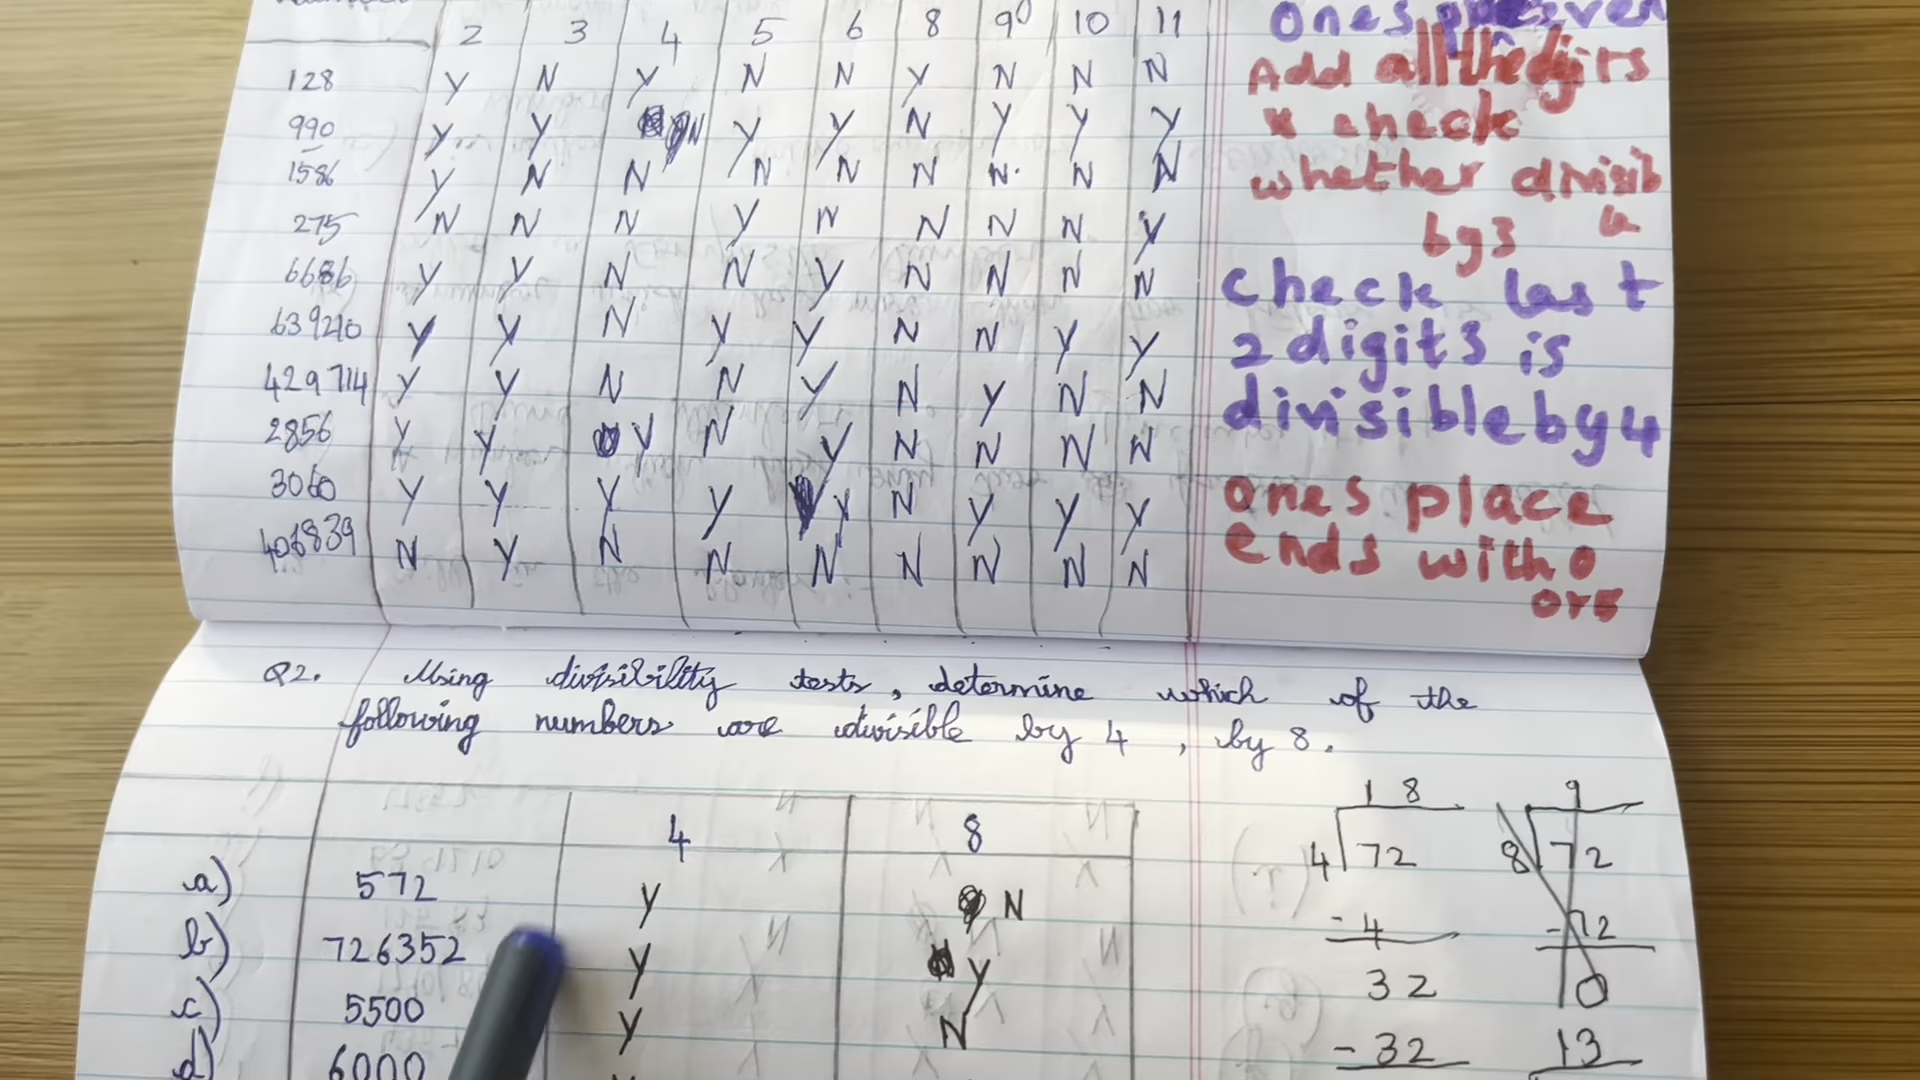 2 3 4 5 6 8 9 10 11
128 Y N Y N N Y N N N
990 Y Y N Y Y N Y Y Y
1586 Y N N N N N N. N N
275 N N N Y N N N N Y
6686 Y Y N N Y N N N N
639210 Y Y N Y Y N N Y Y
429714 Y Y N N Y N Y N N
2856 Y Y Y N Y N N N N
3060 Y Y Y Y Y N Y Y Y
406839 N Y N N N N N N N
Ones even
Add all the digits
& check
whether divisib
le
by 3
check last
2 digits is
divisible by 4
ones place
ends with 0
or 5
Q2. Using divisibility tests, determine which of the
following numbers are divisible by 4, by 8.
4 8
a) 572 Y N
b) 726352 Y Y
c) 5500 Y N
d) 6000
18
4 72
-4
32
-32
9
8 72
-72
0
13